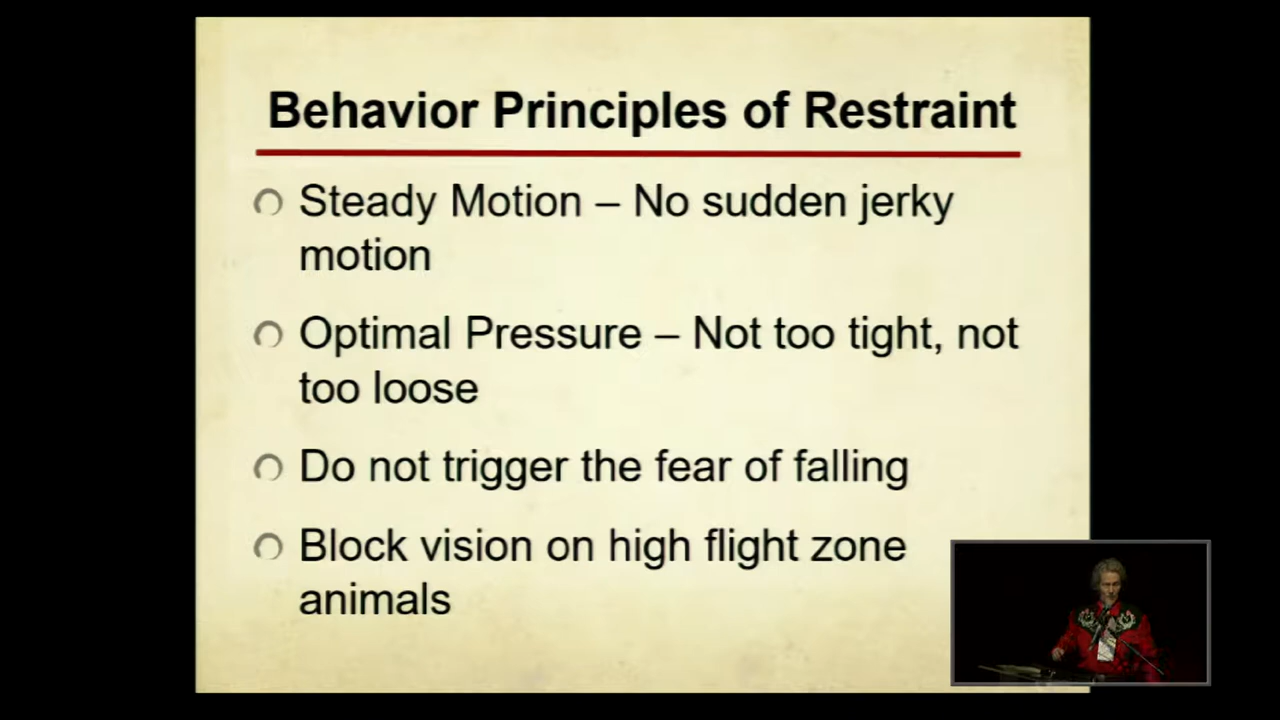 Behavior Principles of Restraint
Steady Motion – No sudden jerky
motion
Optimal Pressure – Not too tight, not
too loose
Do not trigger the fear of falling
Block vision on high flight zone
animals